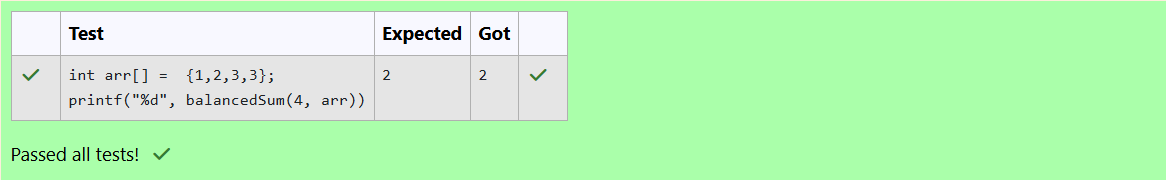 Test Expected Got
int arr[] =  {1,2,3,3}; 2 2
printf("%d", balancedSum(4, arr))
Passed all tests!